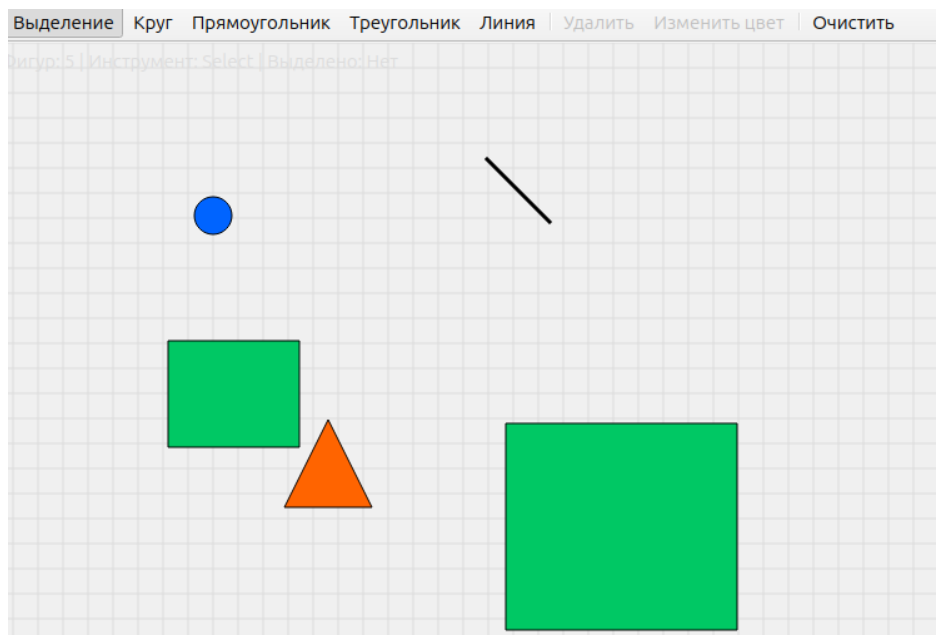 Выделение Круг Прямоугольник Треугольник Линия Удалить Изменить цвет Очистить
Фигур: 5 | Инструмент: Select | Выделено: Нет